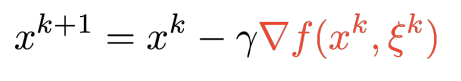 x^{k+1} = x^k − γ∇f(x^k, ξ^k)